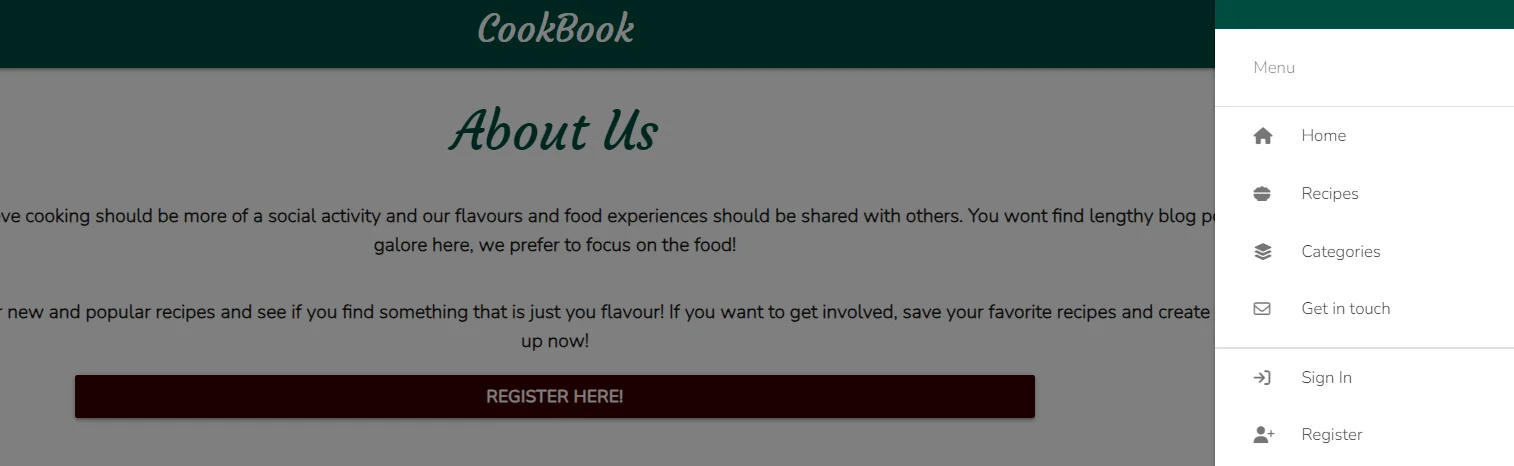 CookBook
About Us
cooking should be more of a social activity and our flavours and food experiences should be shared with others. You wont find lengthy blog
galore here, we prefer to focus on the food!
new and popular recipes and see if you find something that is just you flavour! If you want to get involved, save your favorite recipes and create
up now!
REGISTER HERE!
Menu
Home
Recipes
Categories
Get in touch
Sign In
Register